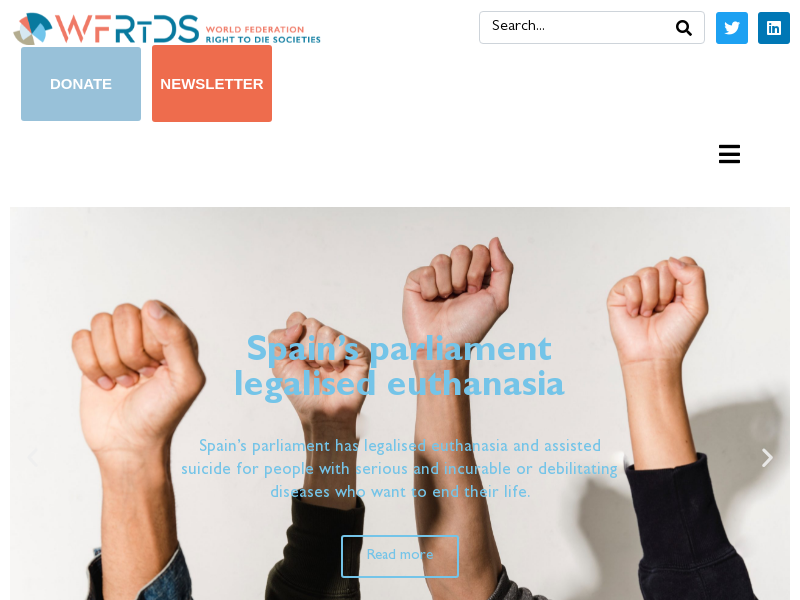 WFRTDS WORLD FEDERATION
RIGHT TO DIE SOCIETIES
Search...
DONATE
NEWSLETTER
Spain's parliament
legalised euthanasia
Spain's parliament has legalised euthanasia and assisted
suicide for people with serious and incurable or debilitating
diseases who want to end their life.
Read more